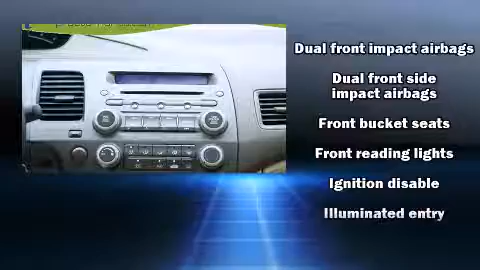 Dual front impact airbags
Dual front side
impact airbags
Front bucket seats
Front reading lights
Ignition disable
Illuminated entry